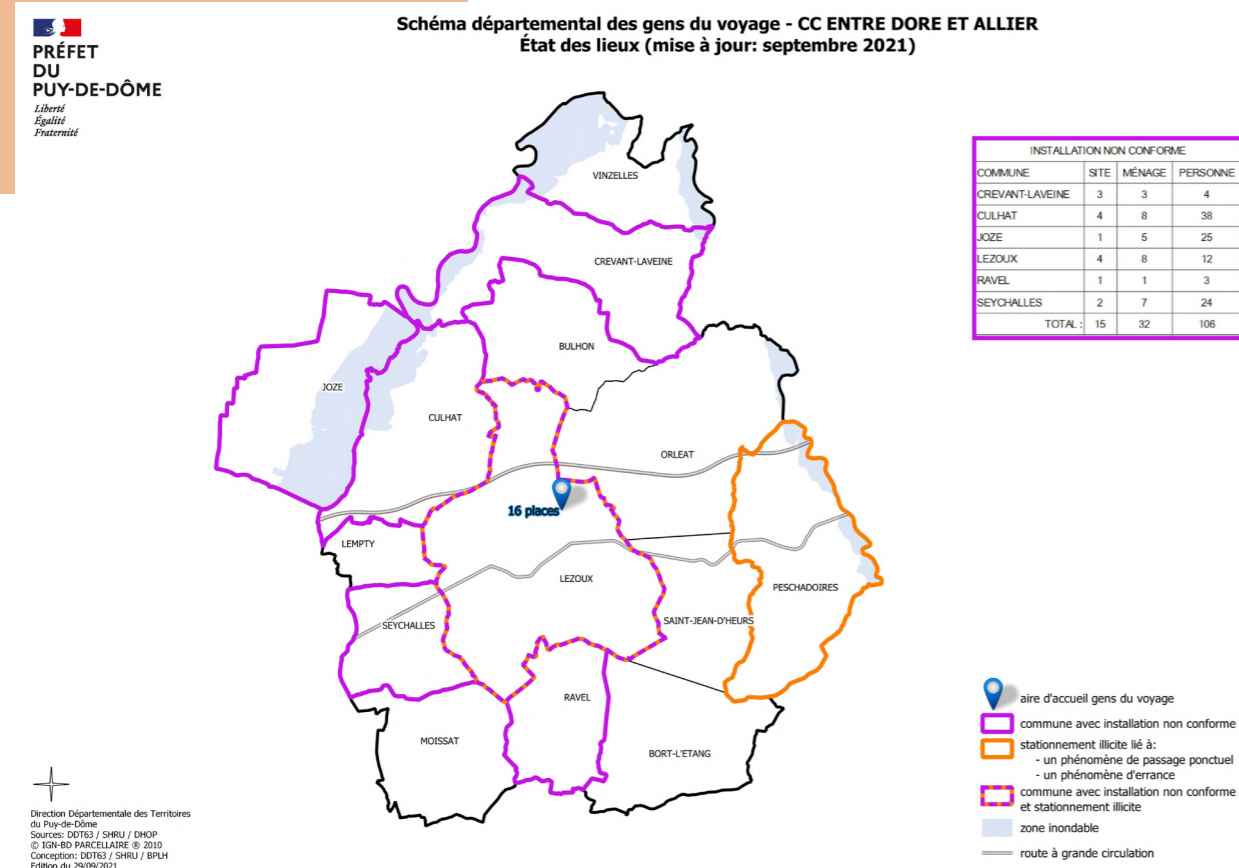 PRÉFET
DU
PUY-DE-DÔME
Liberté
Égalité
Fraternité
Schéma départemental des gens du voyage - CC ENTRE DORE ET ALLIER
État des lieux (mise à jour: septembre 2021)
INSTALLATION NON CONFORME
COMMUNE SITE MÉNAGE PERSONNE
CREVANT-LAVEINE 3 3 4
CULHAT 4 8 38
JOZE 1 5 25
LEZOUX 4 8 12
RAVEL 1 1 3
SEYCHALLES 2 7 24
TOTAL : 15 32 106
VINZELLES
CREVANT-LAVEINE
BULHON
JOZE
CULHAT
ORLEAT
16 places
LEMPTY
LEZOUX
PESCHADOIRES
SEYCHALLES
SAINT-JEAN-D'HEURS
RAVEL
MOISSAT
BORT-L'ETANG
aire d'accueil gens du voyage
commune avec installation non conforme
stationnement illicite lié à:
- un phénomène de passage ponctuel
- un phénomène d'errance
commune avec installation non conforme
et stationnement illicite
zone inondable
route à grande circulation
Direction Départementale des Territoires
du Puy-de-Dôme
Sources: DDT63 / SHRU / DHOP
© IGN-BD PARCELLAIRE ® 2010
Conception: DDT63 / SHRU / BPLH
Edition du 29/09/2021